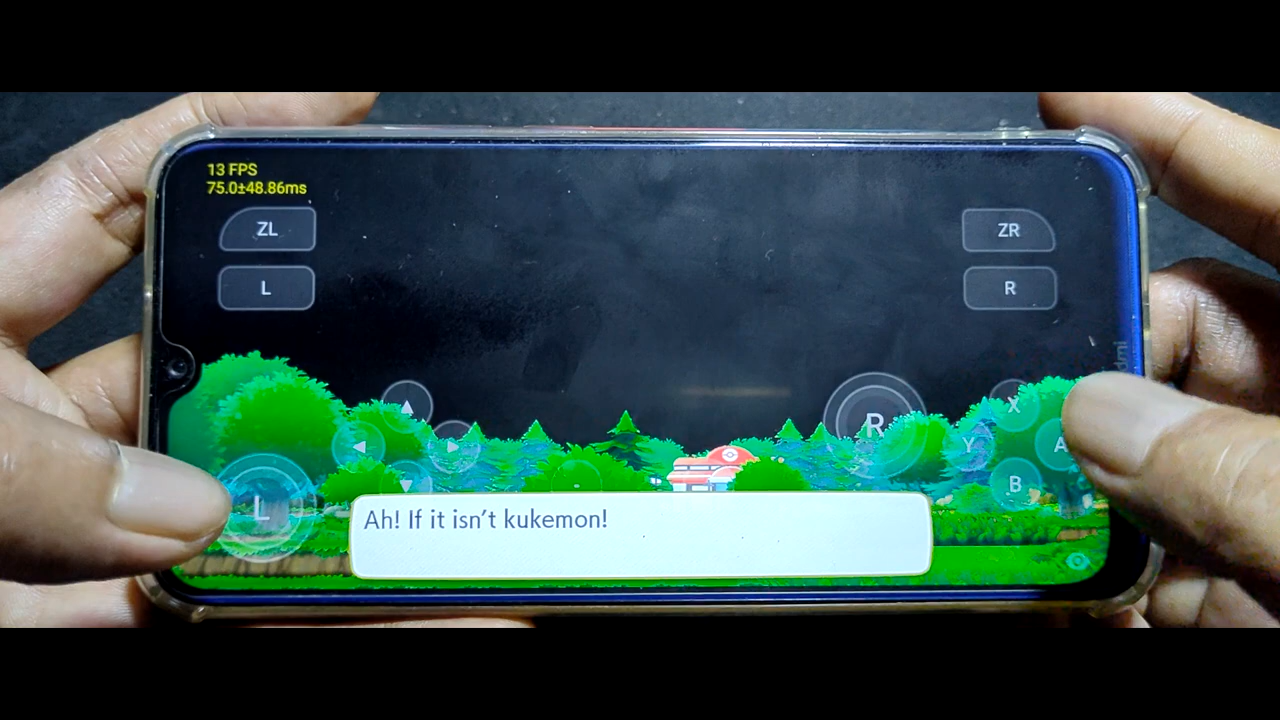 13 FPS
75.0±48.86ms
ZL
ZR
L
R
R
X
Y
A
L
B
Ah! If it isn't kukemon!